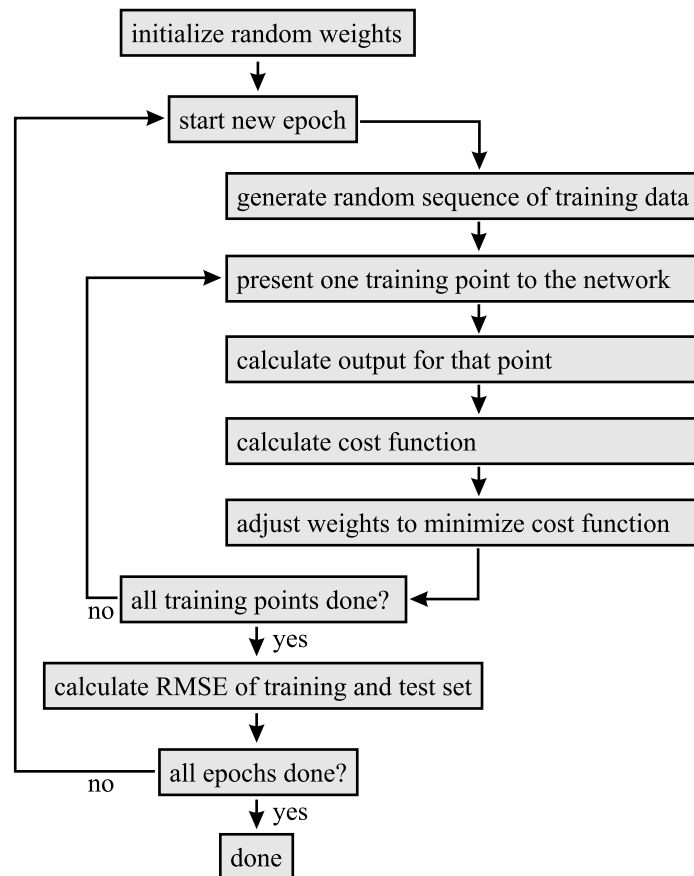 initialize random weights
start new epoch
generate random sequence of training data
present one training point to the network
calculate output for that point
calculate cost function
adjust weights to minimize cost function
all training points done?
no
yes
calculate RMSE of training and test set
all epochs done?
no
yes
done